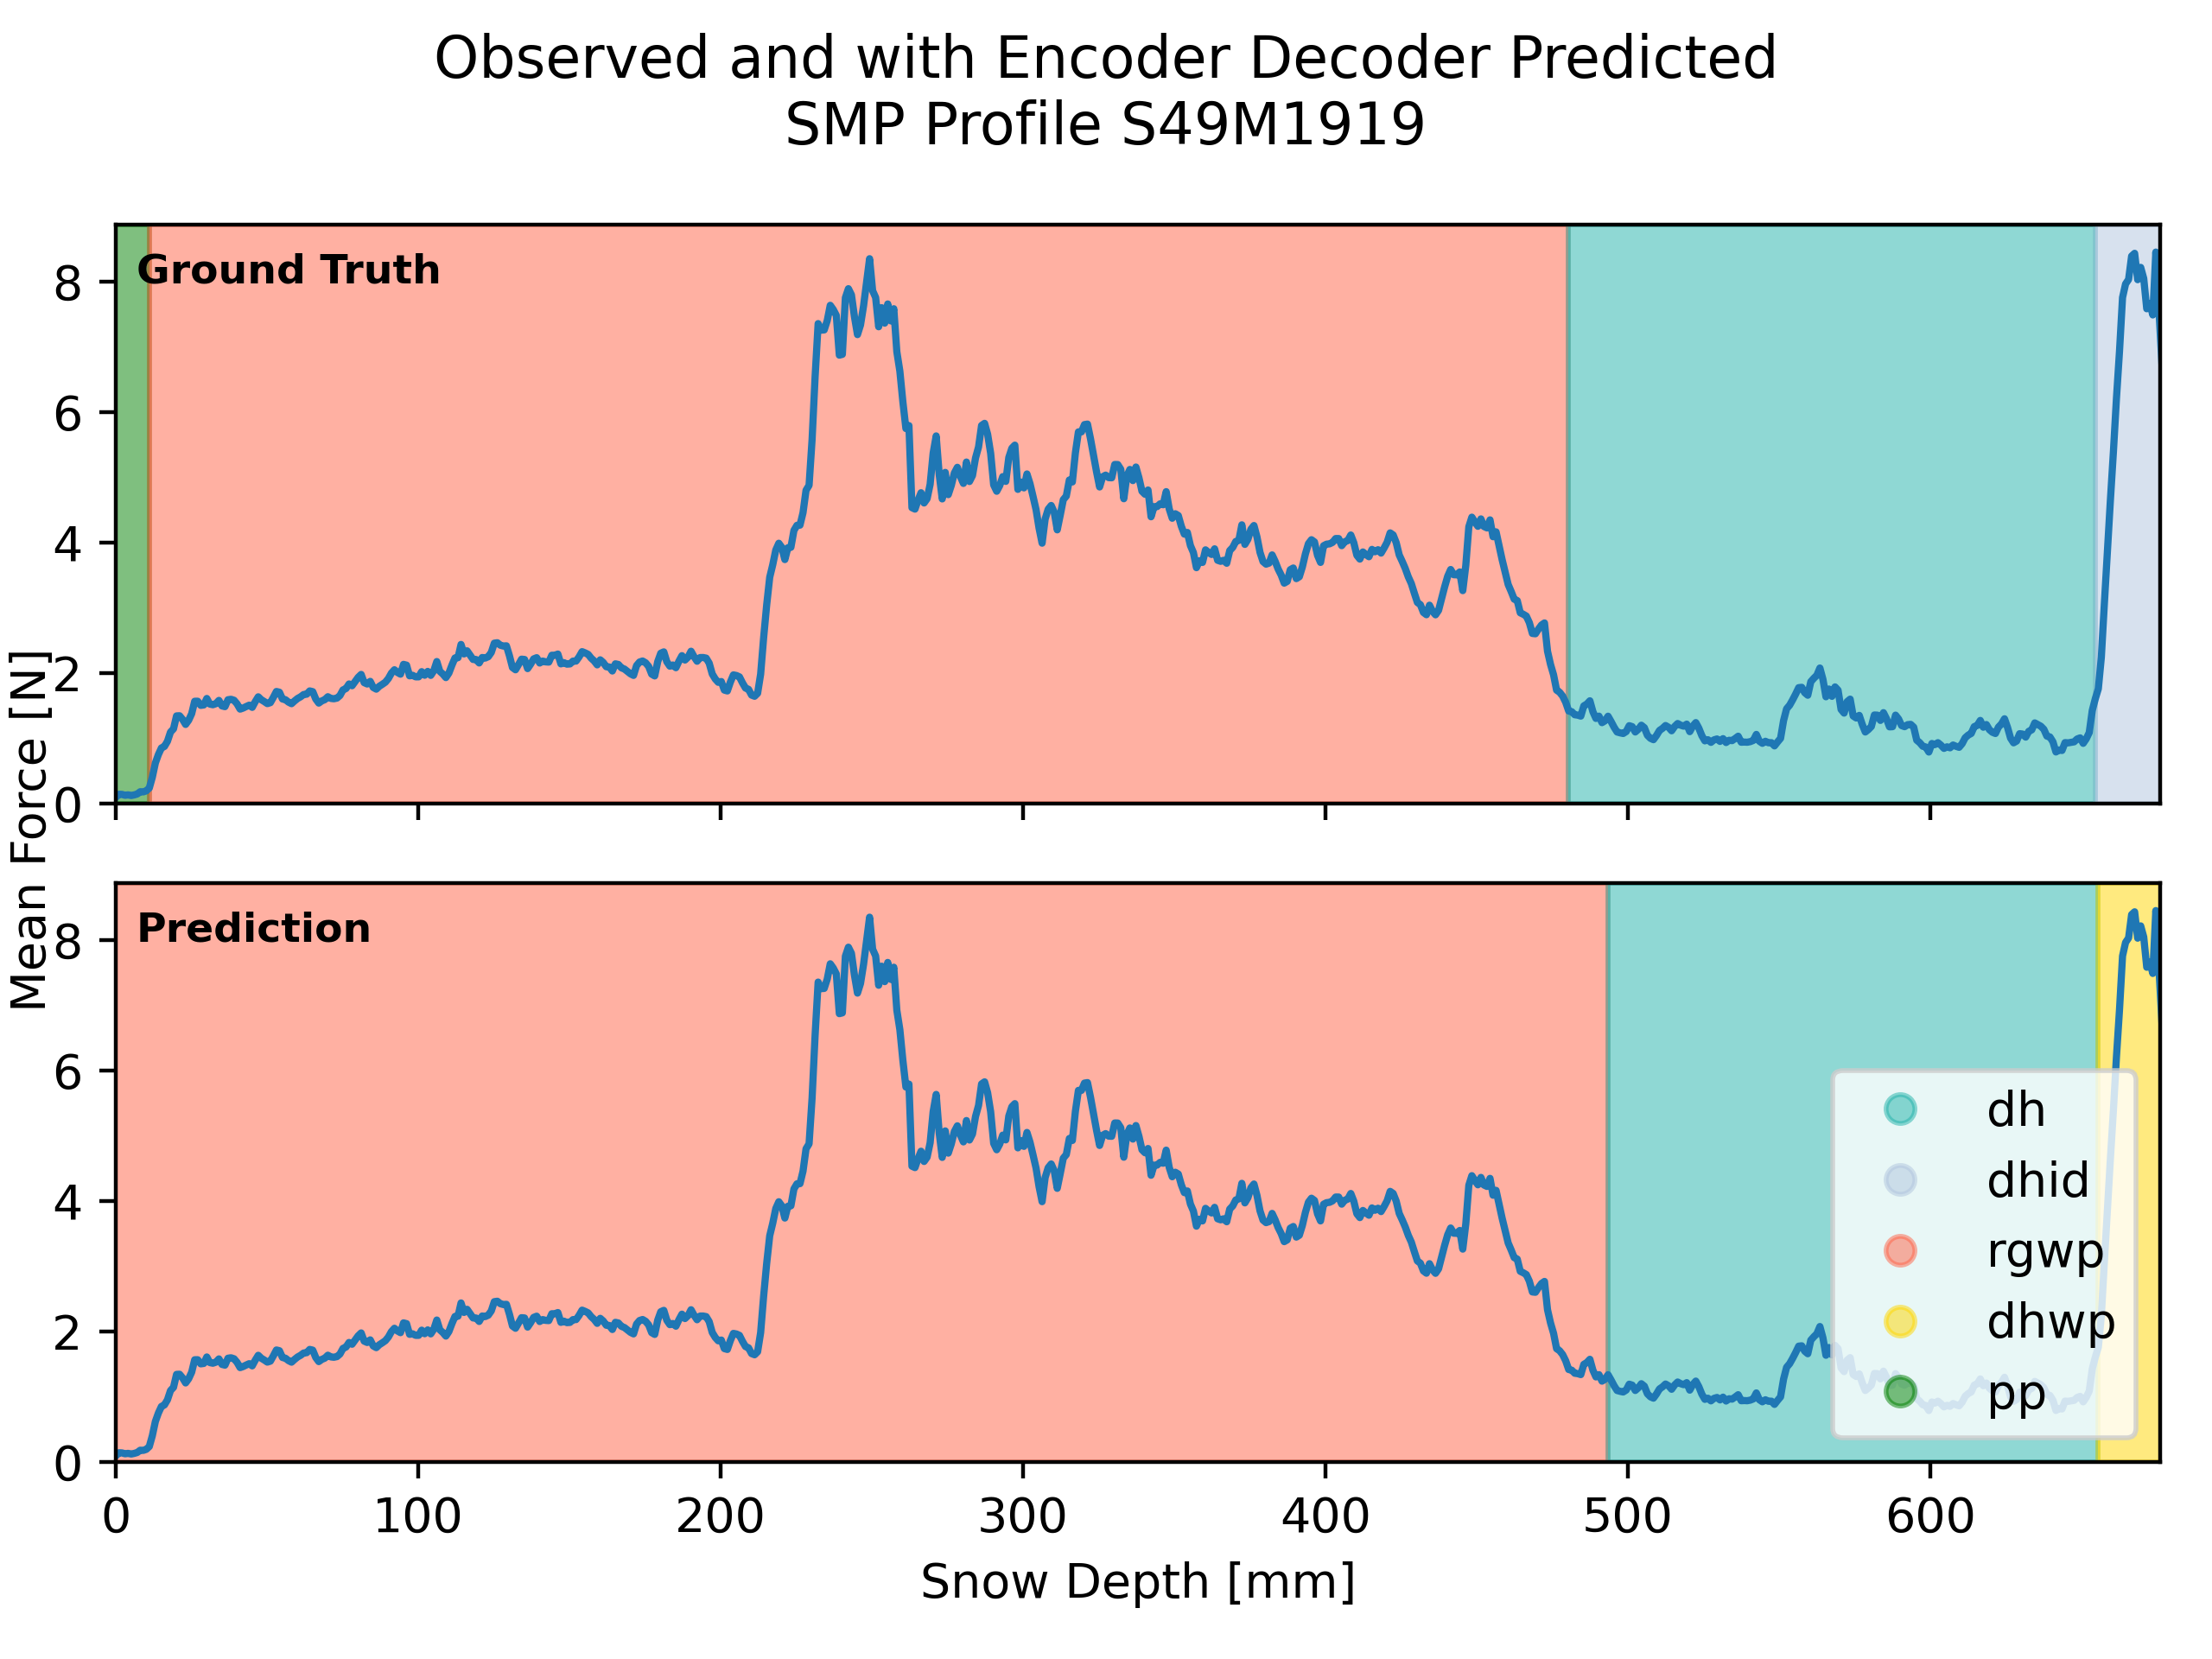 Observed and with Encoder Decoder Predicted
SMP Profile S49M1919
Ground Truth
8
6
4
2
0
Mean Force [N]
Prediction
8
6
4
2
0
dh
dhid
rgwp
dhwp
pp
0 100 200 300 400 500 600
Snow Depth [mm]